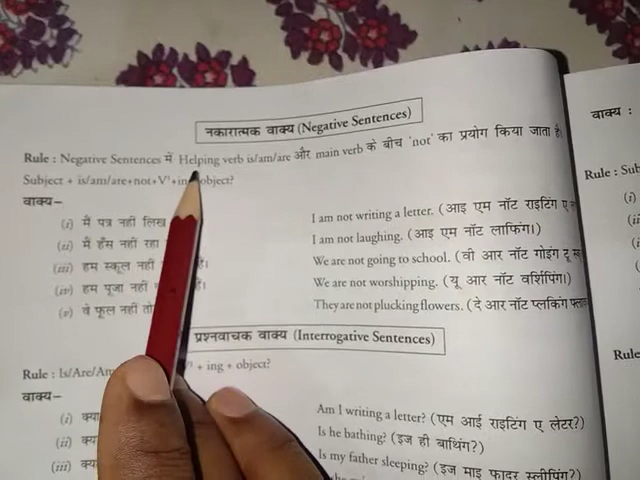 नकारात्मक वाक्य (Negative Sentences)
Rule : Negative Sentences में Helping verb is/am/are और main verb के बीच 'not' का प्रयोग किया जाता है।
Subject + is/am/are+not+V¹+in object?
वाक्य–
(i) मैं पत्र नहीं लिख I am not writing a letter. (आइ एम नॉट राइटिंग ए
(ii) मैं हँस नहीं रहा I am not laughing. (आइ एम नॉट लाफिंग।)
(iii) हम स्कूल नहीं हैं। We are not going to school. (वी आर नॉट गोइंग टू
(iv) हम पूजा नहीं हैं। We are not worshipping. (यू आर नॉट वर्शिपिंग।)
(v) वे फूल नहीं तो They are not plucking flowers. (दे आर नॉट प्लकिंग
प्रश्नवाचक वाक्य (Interrogative Sentences)
Rule : Is/Are/Am + ing + object?
वाक्य–
(i) क्या Am I writing a letter? (एम आई राइटिंग ए लेटर?)
(ii) क्य Is he bathing? (इज ही बाथिंग?)
(iii) क्य Is my father sleeping? (इज माइ फादर स्लीपिंग?)
वाक्य :
Rule : Sub
(i
(ii
Rule